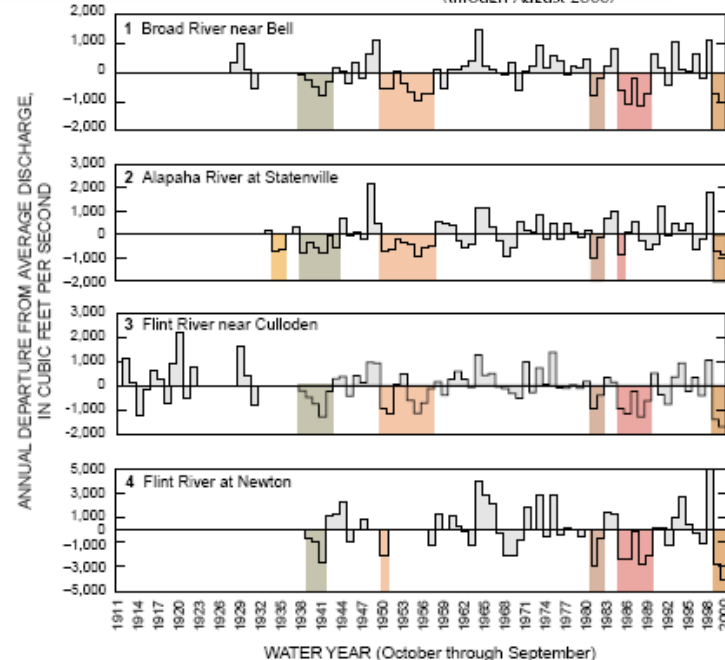 (through August 2000)
ANNUAL DEPARTURE FROM AVERAGE DISCHARGE,
IN CUBIC FEET PER SECOND
2,000
1 Broad River near Bell
1,000
0
–1,000
–2,000
3,000
2 Alapaha River at Statenville
2,000
1,000
0
–1,000
–2,000
3,000
3 Flint River near Culloden
2,000
1,000
0
–1,000
–2,000
5,000
4 Flint River at Newton
3,000
1,000
0
–1,000
–3,000
–5,000
1911 1914 1917 1920 1923 1926 1929 1932 1935 1938 1941 1944 1947 1950 1953 1956 1959 1962 1965 1968 1971 1974 1977 1980 1983 1986 1989 1992 1995 1998 2000
WATER YEAR (October through September)